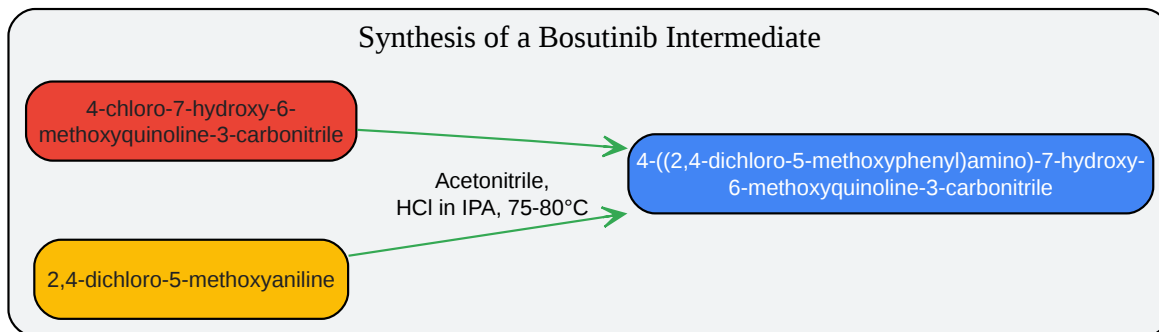 Synthesis of a Bosutinib Intermediate
4-chloro-7-hydroxy-6-
methoxyquinoline-3-carbonitrile
4-((2,4-dichloro-5-methoxyphenyl)amino)-7-hydroxy-
6-methoxyquinoline-3-carbonitrile
Acetonitrile,
HCl in IPA, 75-80°C
2,4-dichloro-5-methoxyaniline